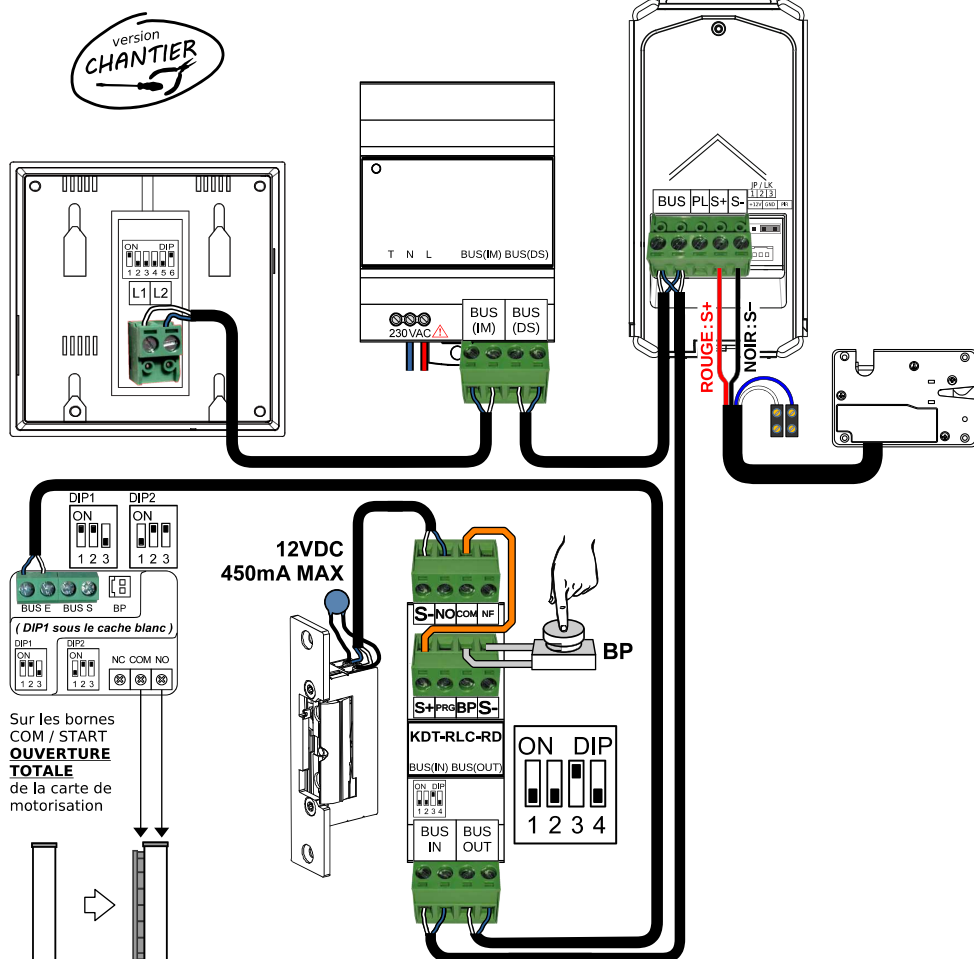 version
CHANTIER
ON DIP
1 2 3 4 5 6
L1 L2
T N L BUS(IM) BUS(DS)
230VAC
BUS (IM)
BUS (DS)
JP / LK
1 2 3
+12V GND PIR
BUS PL S+ S-
ROUGE: S+
NOIR: S-
DIP1
ON
1 2 3
DIP2
ON
1 2 3
BUS E BUS S BP
( DIP1 sous le cache blanc )
DIP1
ON
1 2 3
DIP2
ON
1 2 3
NC COM NO
Sur les bornes
COM / START
OUVERTURE
TOTALE
de la carte de
motorisation
12VDC
450mA MAX
S- NO COM NF
BP
S+ PRG BP S-
KDT-RLC-RD
BUS(IN) BUS(OUT)
ON DIP
1 2 3 4
BUS IN
BUS OUT
ON DIP
1 2 3 4